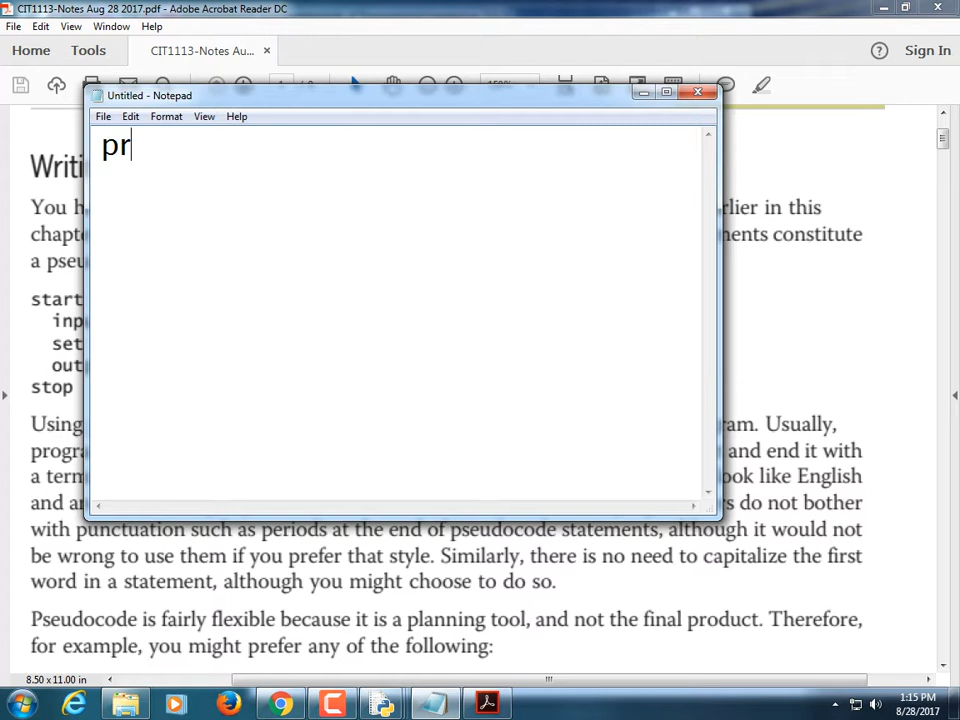 CIT1113-Notes Aug 28 2017.pdf - Adobe Acrobat Reader DC
File Edit View Window Help
Home Tools CIT1113-Notes Au... × ? Sign In
Untitled - Notepad
File Edit Format View Help
pr
Writi
You h rlier in this
chapte ments constitute
a pseu
start
inp
set
out
stop
Using ram. Usually,
progra and end it with
a term ook like English
and ar rs do not bother
with punctuation such as periods at the end of pseudocode statements, although it would not
be wrong to use them if you prefer that style. Similarly, there is no need to capitalize the first
word in a statement, although you might choose to do so.
Pseudocode is fairly flexible because it is a planning tool, and not the final product. Therefore,
for example, you might prefer any of the following:
8.50 x 11.00 in
1:15 PM
8/28/2017